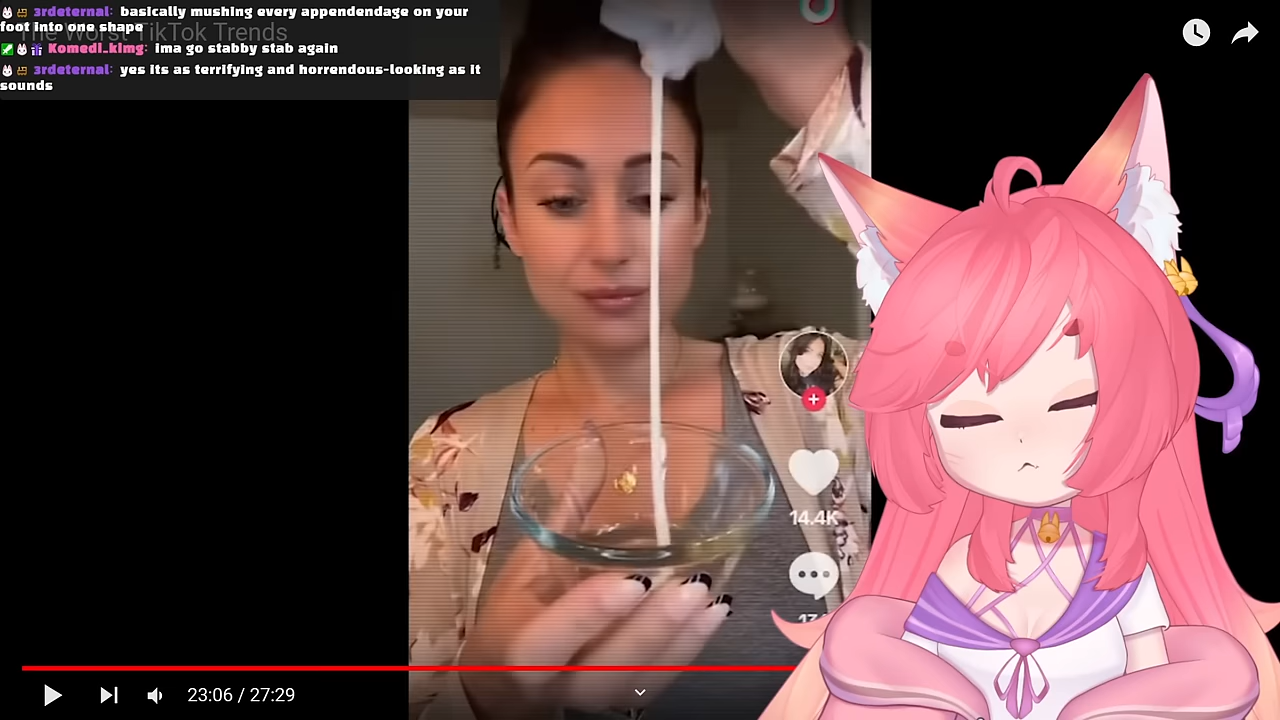 3rdeternal: basically mushing every appendendage on your
foot into one shape
The Worst TikTok Trends
Komedi_kimg: Ima go stabby stab again
3rdeternal: yes its as terrifying and horrendous-looking as it
sounds
14.4K
23:06 / 27:29